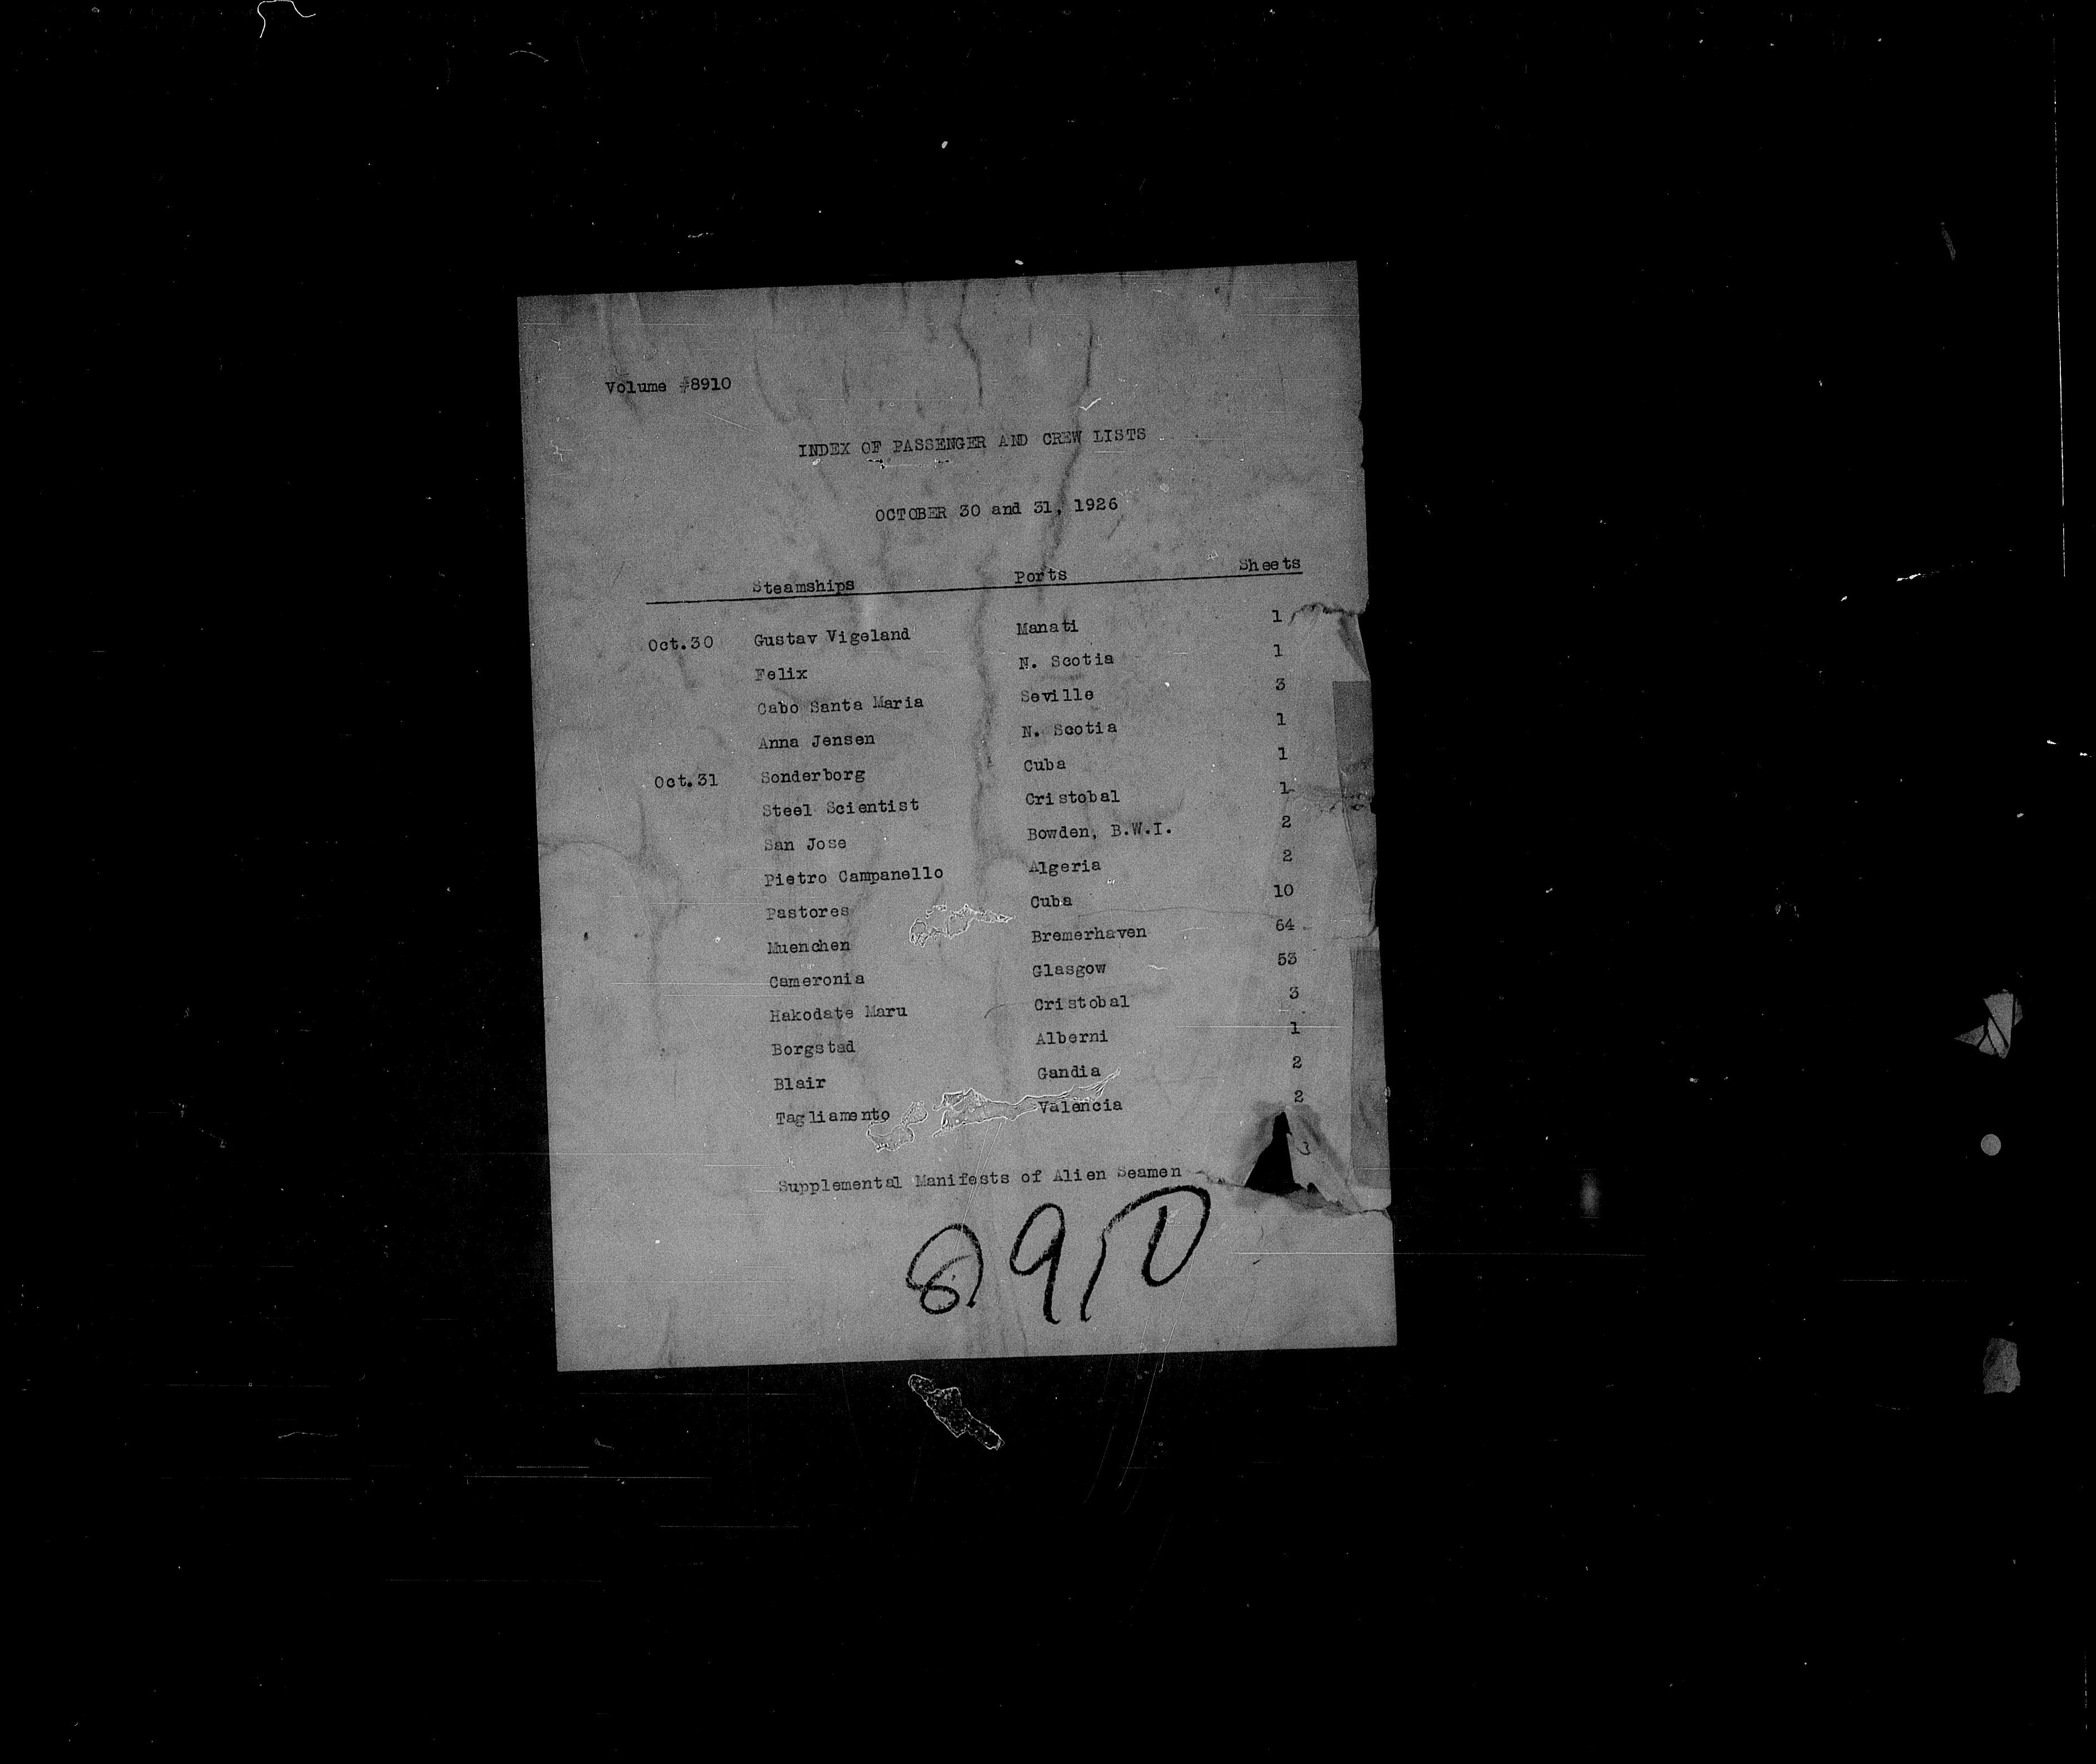 Volume #8910
INDEX OF PASSENGER AND CREW LISTS
OCTOBER 30 and 31, 1926
Steamships Ports Sheets
Oct.30 Gustav Vigeland Manati 1
Felix N. Scotia 1
Cabo Santa Maria Seville 3
Anna Jensen N. Scotia 1
Oct.31 Sonderborg Cuba 1
Steel Scientist Cristobal 1
San Jose Bowden, B.W.I. 2
Pietro Campanello Algeria 2
Pastores Cuba 10
Muenchen Bremerhaven 64
Cameronia Glasgow 53
Hakodate Maru Cristobal 3
Borgstad Alberni 1
Blair Gandia 2
Tagliamento Valencia 2
Supplemental Manifests of Alien Seamen
8910